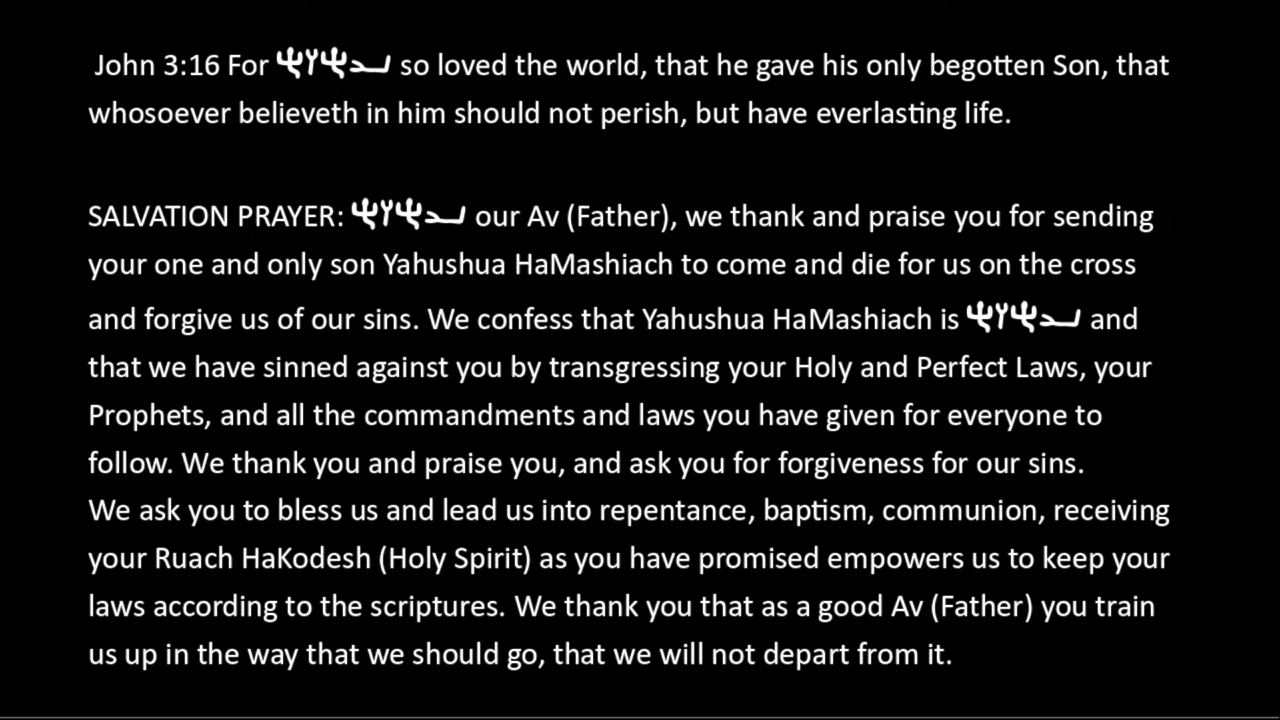 John 3:16 For 𐤉𐤄𐤅𐤄 so loved the world, that he gave his only begotten Son, that
whosoever believeth in him should not perish, but have everlasting life.
SALVATION PRAYER: 𐤉𐤄𐤅𐤄 our Av (Father), we thank and praise you for sending
your one and only son Yahushua HaMashiach to come and die for us on the cross
and forgive us of our sins. We confess that Yahushua HaMashiach is 𐤉𐤄𐤅𐤄 and
that we have sinned against you by transgressing your Holy and Perfect Laws, your
Prophets, and all the commandments and laws you have given for everyone to
follow. We thank you and praise you, and ask you for forgiveness for our sins.
We ask you to bless us and lead us into repentance, baptism, communion, receiving
your Ruach HaKodesh (Holy Spirit) as you have promised empowers us to keep your
laws according to the scriptures. We thank you that as a good Av (Father) you train
us up in the way that we should go, that we will not depart from it.